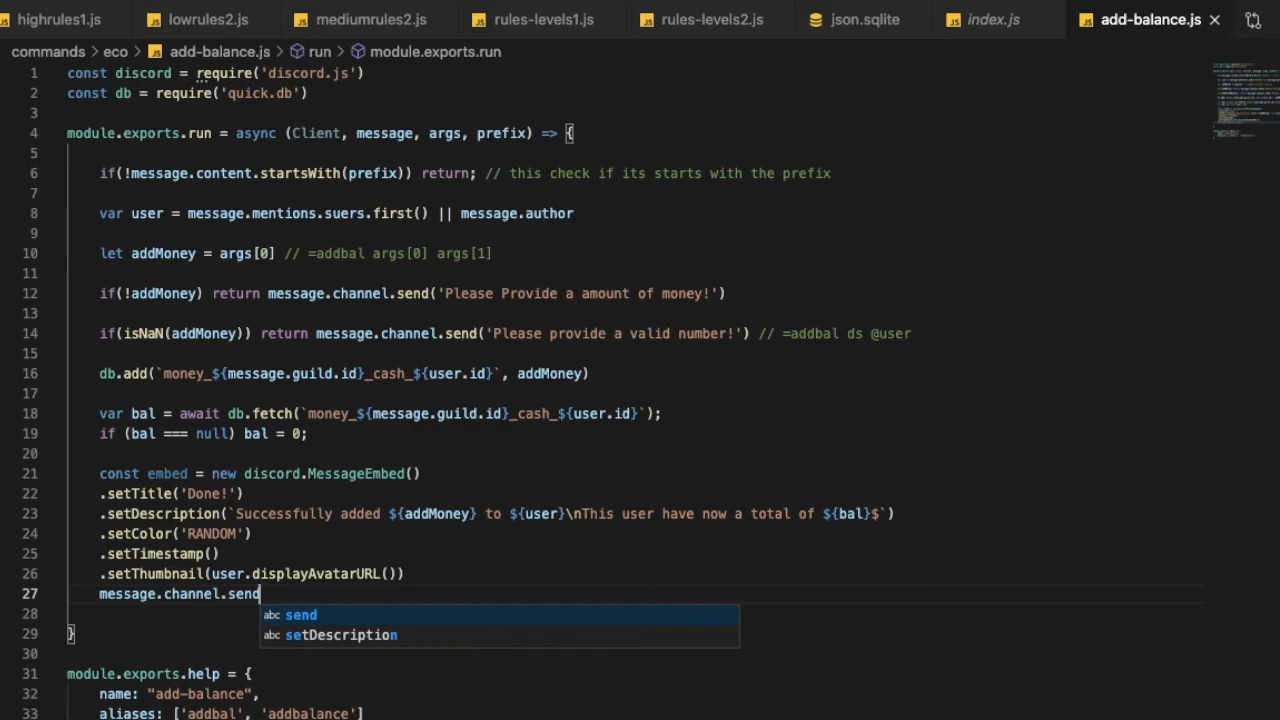 highrules1.js lowrules2.js mediumrules2.js rules-levels1.js rules-levels2.js json.sqlite index.js add-balance.js
commands > eco > add-balance.js > run > module.exports.run
1 const discord = require('discord.js')
2 const db = require('quick.db')
3
4 module.exports.run = async (Client, message, args, prefix) => {
5
6 if(!message.content.startsWith(prefix)) return; // this check if its starts with the prefix
7
8 var user = message.mentions.suers.first() || message.author
9
10 let addMoney = args[0] // =addbal args[0] args[1]
11
12 if(!addMoney) return message.channel.send('Please Provide a amount of money!')
13
14 if(isNaN(addMoney)) return message.channel.send('Please provide a valid number!') // =addbal ds @user
15
16 db.add(`money_${message.guild.id}_cash_${user.id}`, addMoney)
17
18 var bal = await db.fetch(`money_${message.guild.id}_cash_${user.id}`);
19 if (bal === null) bal = 0;
20
21 const embed = new discord.MessageEmbed()
22 .setTitle('Done!')
23 .setDescription(`Successfully added ${addMoney} to ${user}\nThis user have now a total of ${bal}$`)
24 .setColor('RANDOM')
25 .setTimestamp()
26 .setThumbnail(user.displayAvatarURL())
27 message.channel.send
28 abc send
abc setDescription
29 }
30
31 module.exports.help = {
32 name: "add-balance",
33 aliases: ['addbal', 'addbalance']